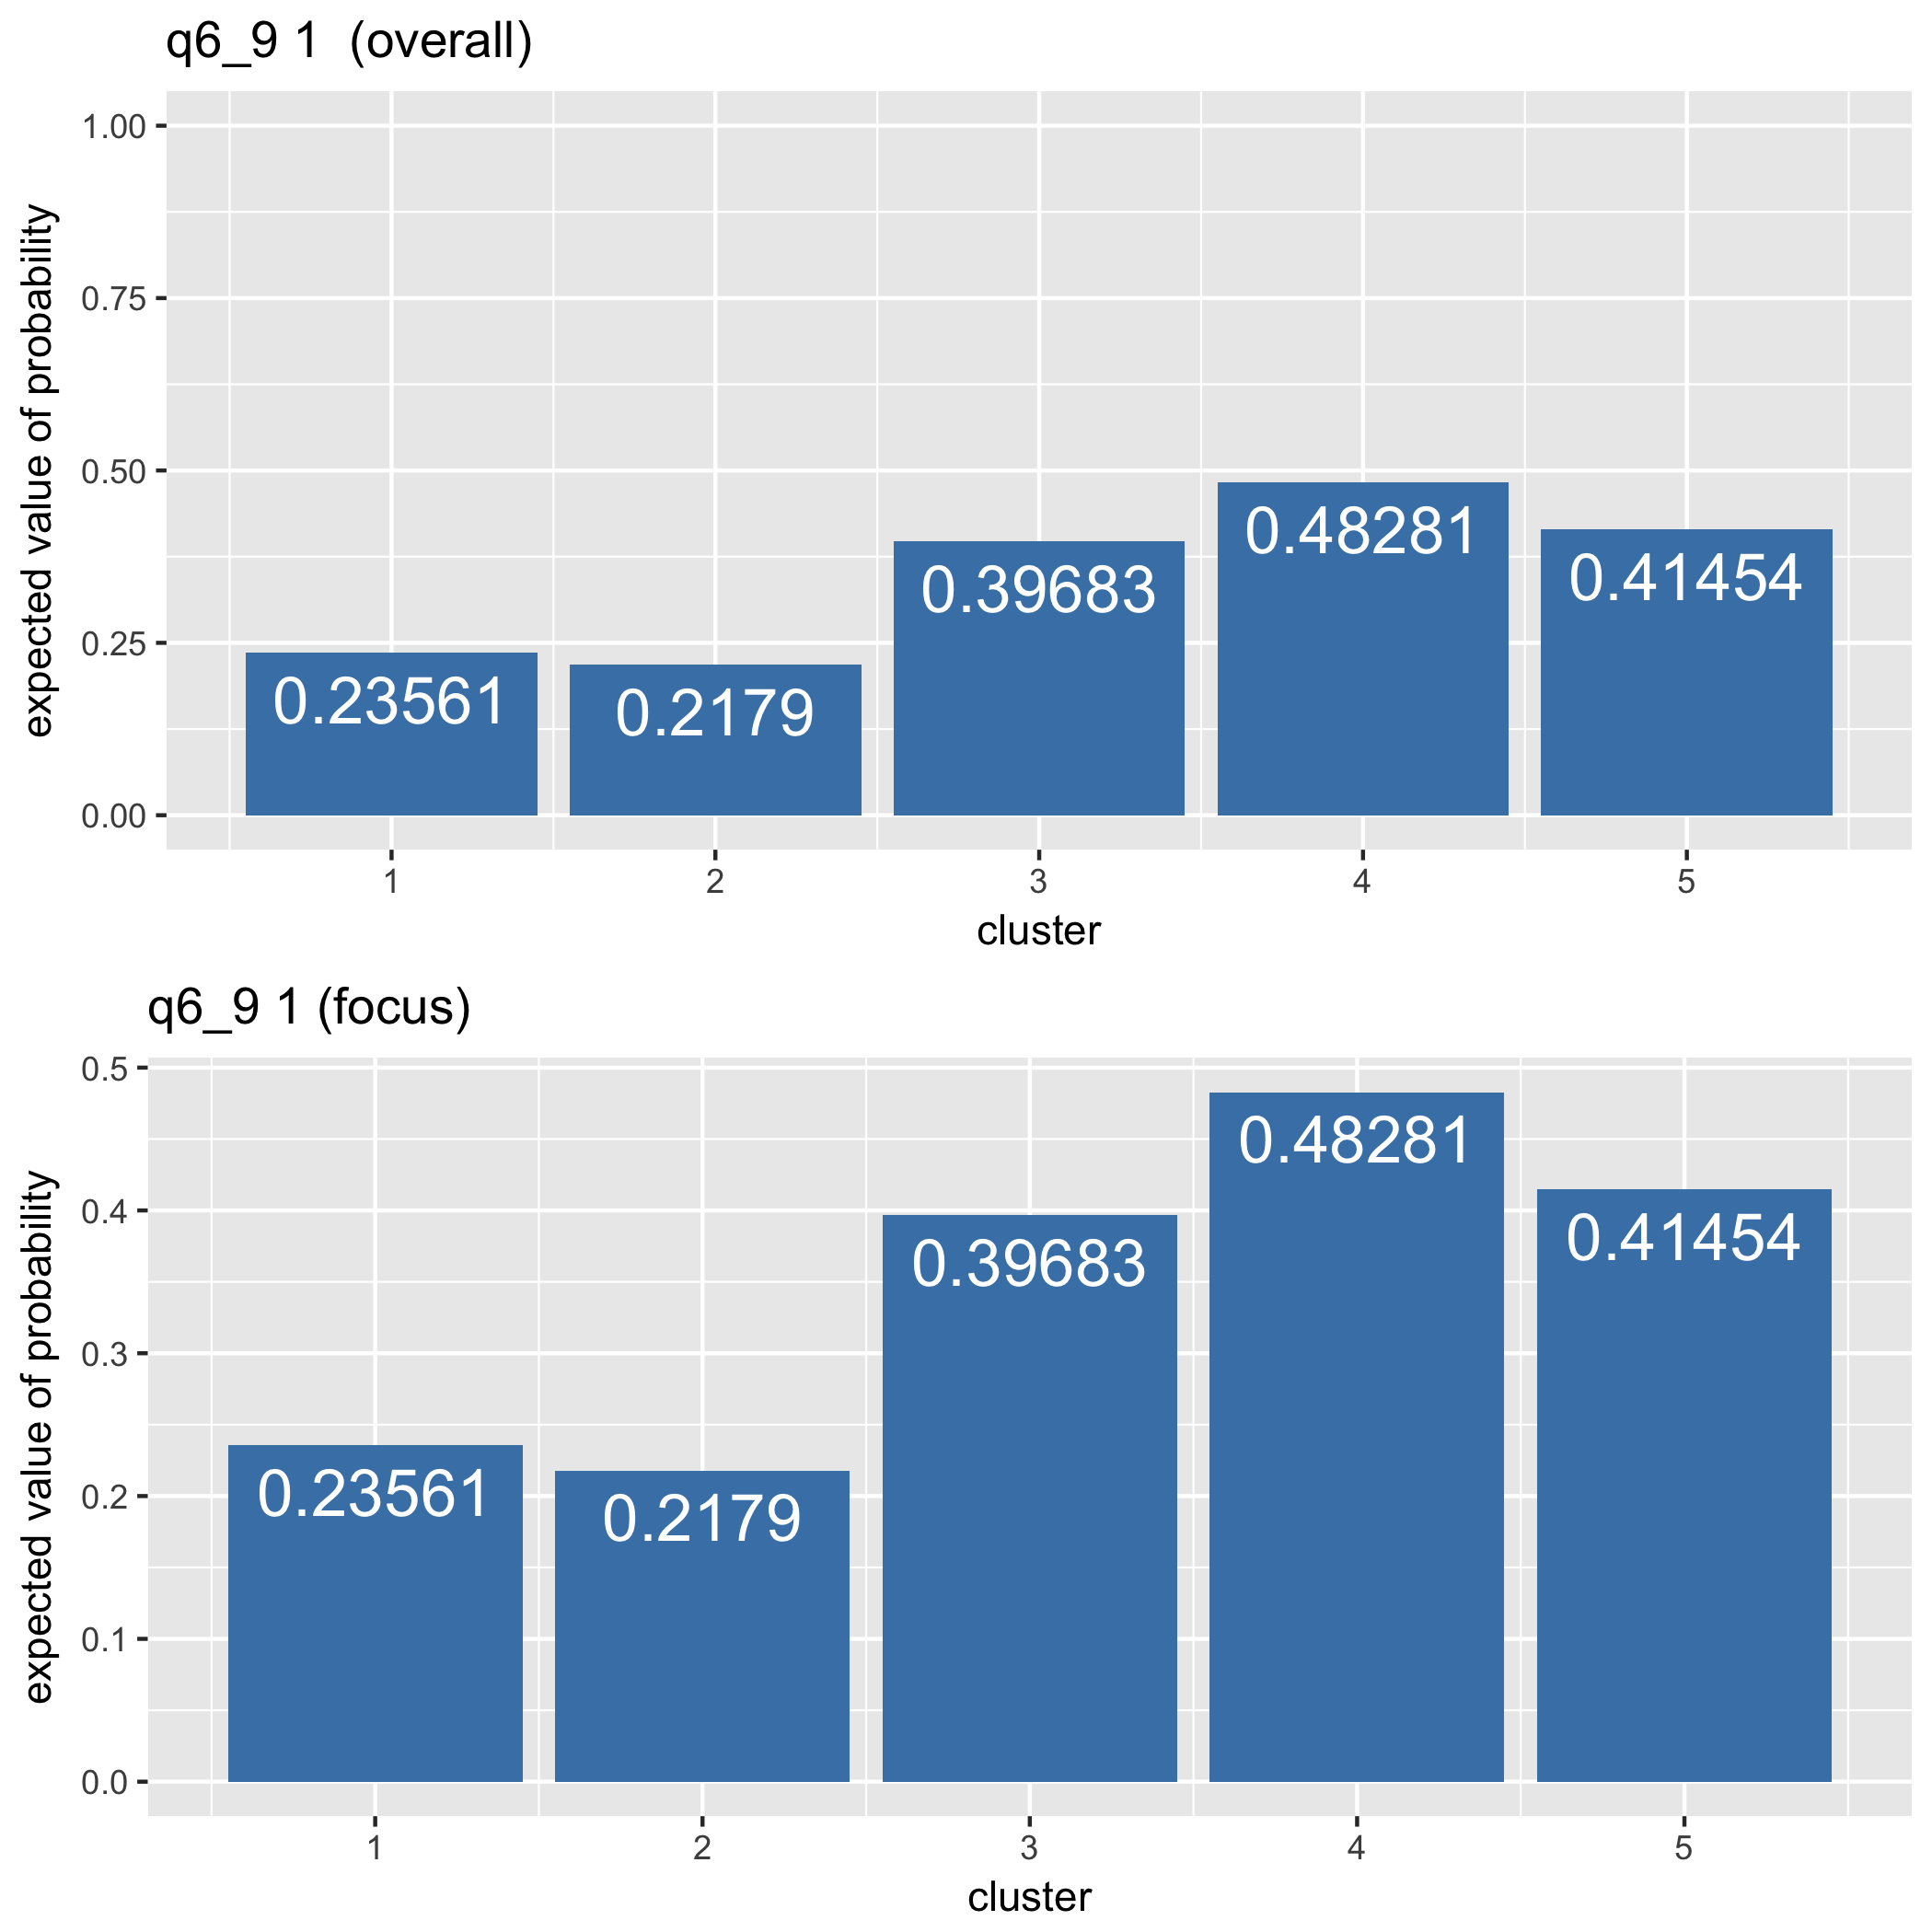 q6_9 1  (overall)
expected value of probability
1.00
0.75
0.50
0.25
0.00
0.23561
0.2179
0.39683
0.48281
0.41454
1 2 3 4 5
cluster
q6_9 1 (focus)
expected value of probability
0.5
0.4
0.3
0.2
0.1
0.0
0.23561
0.2179
0.39683
0.48281
0.41454
1 2 3 4 5
cluster